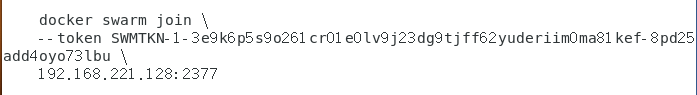 docker swarm join \
--token SWMTKN-1-3e9k6p5s9o261cr01e0lv9j23dg9tjff62yuderiim0ma81kef-8pd25
add4oyo73lbu \
192.168.221.128:2377